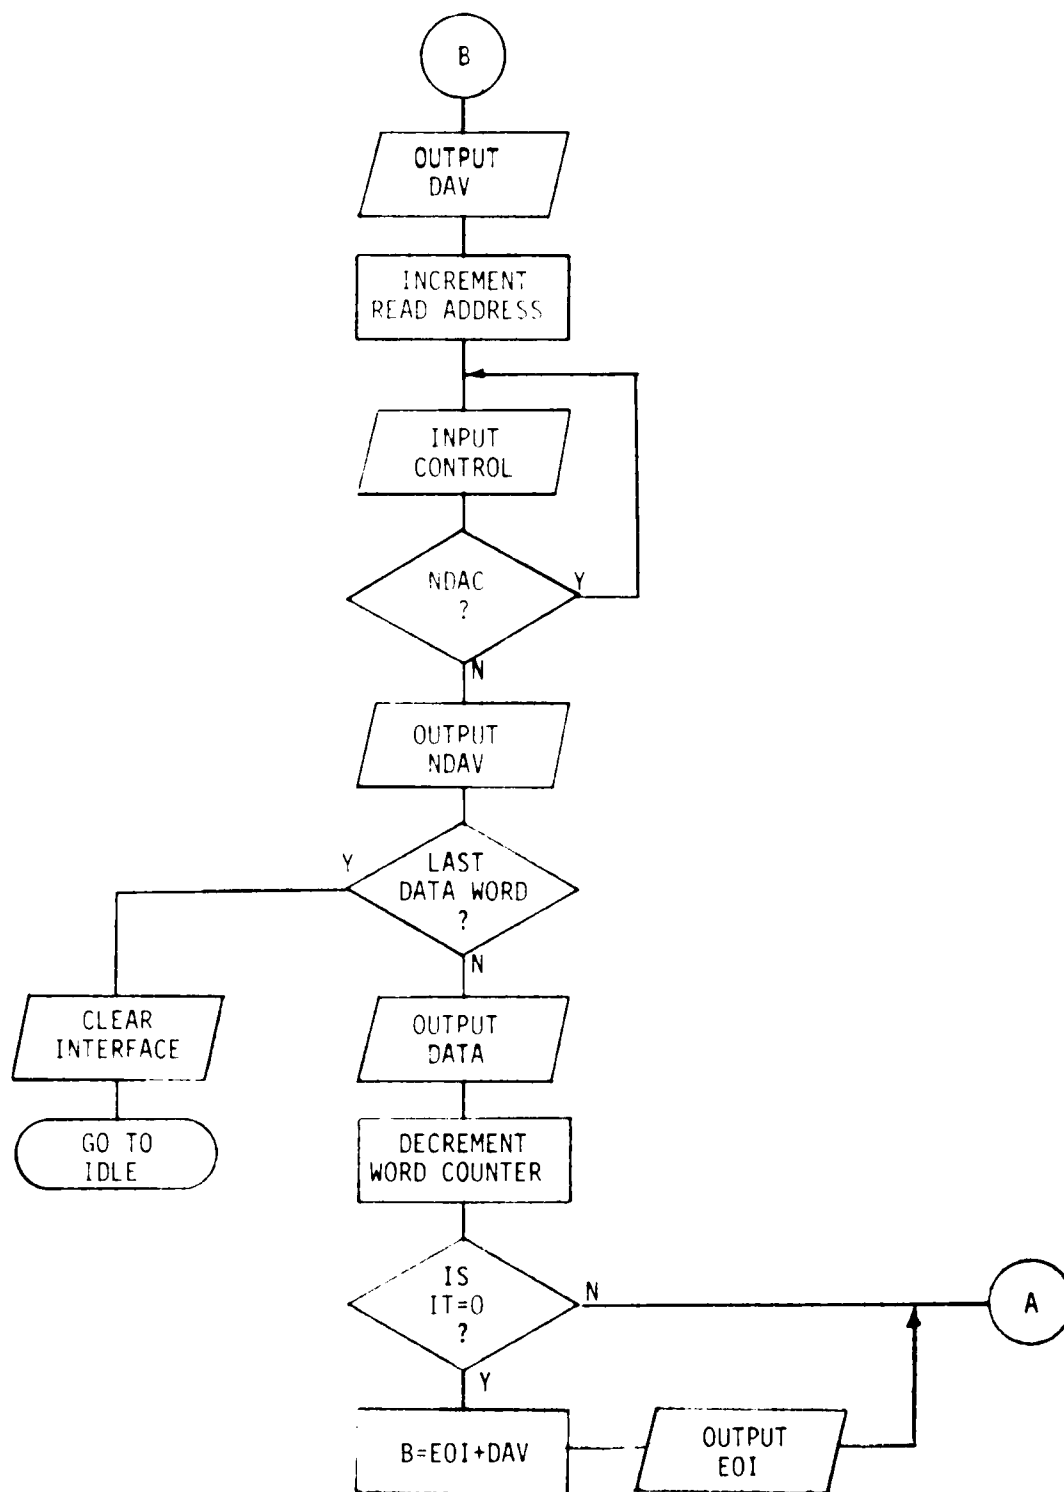 B
OUTPUT
DAV
INCREMENT
READ ADDRESS
INPUT
CONTROL
NDAC
?
Y
N
OUTPUT
NDAV
Y
LAST
DATA WORD
?
N
CLEAR
INTERFACE
OUTPUT
DATA
GO TO
IDLE
DECREMENT
WORD COUNTER
IS
IT=0
?
N
A
Y
B=EOI+DAV
OUTPUT
EOI